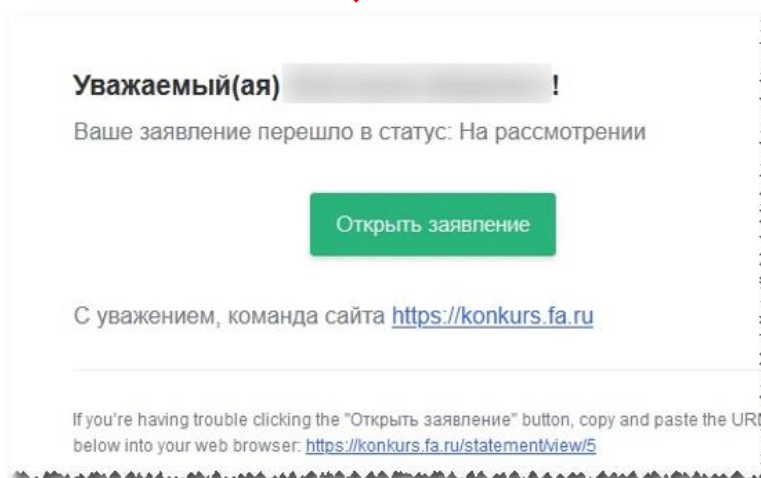 Уважаемый(ая) !
Ваше заявление перешло в статус: На рассмотрении
Открыть заявление
С уважением, команда сайта https://konkurs.fa.ru
If you're having trouble clicking the "Открыть заявление" button, copy and paste the
below into your web browser: https://konkurs.fa.ru/statement/view/5